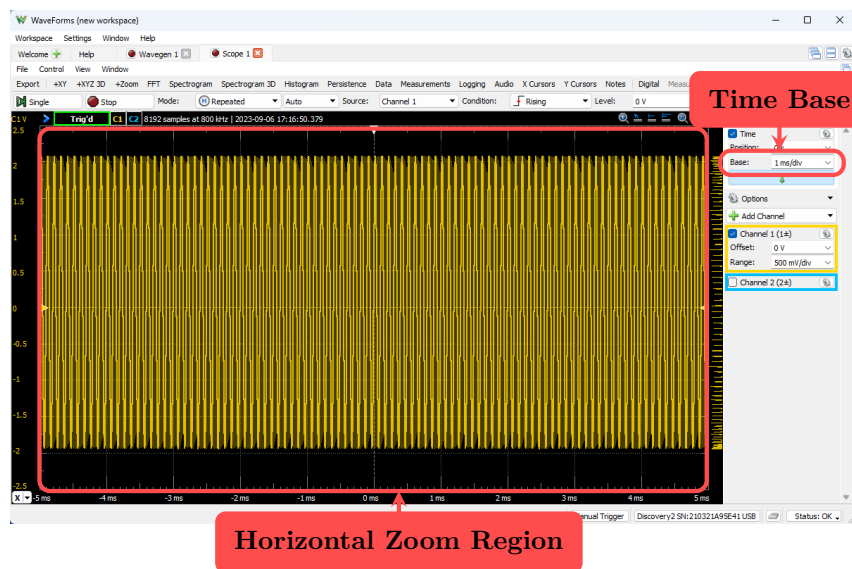 WaveForms (new workspace)
Workspace Settings Window Help
Welcome Help Wavegen 1 Scope 1
File Control View Window
Export +XY +XYZ 3D +Zoom FFT Spectrogram Spectrogram 3D Histogram Persistence Data Measurements Logging Audio X Cursors Y Cursors Notes Digital
Single Stop Mode: Repeated Auto Source: Channel 1 Condition: Rising Level: 0 V
Time Base
C1 V Trig'd C1 C2 8192 samples at 800 kHz | 2023-09-06 17:16:50.379
2.5
2
1.5
1
0.5
0
-0.5
-1
-1.5
-2
-2.5
X -5 ms -4 ms -3 ms -2 ms -1 ms 0 ms 1 ms 2 ms 3 ms 4 ms 5 ms
Time
Position:
Base: 1 ms/div
Options
Add Channel
Channel 1 (1±)
Offset: 0 V
Range: 500 mV/div
Channel 2 (2±)
Trigger Discovery2 SN:210321A95E41 USB Status: OK
Horizontal Zoom Region